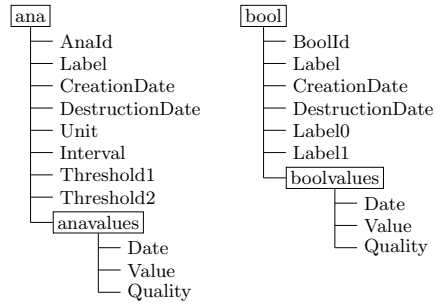 ana
AnaId
Label
CreationDate
DestructionDate
Unit
Interval
Threshold1
Threshold2
anavalues
Date
Value
Quality
bool
BoolId
Label
CreationDate
DestructionDate
Label0
Label1
boolvalues
Date
Value
Quality